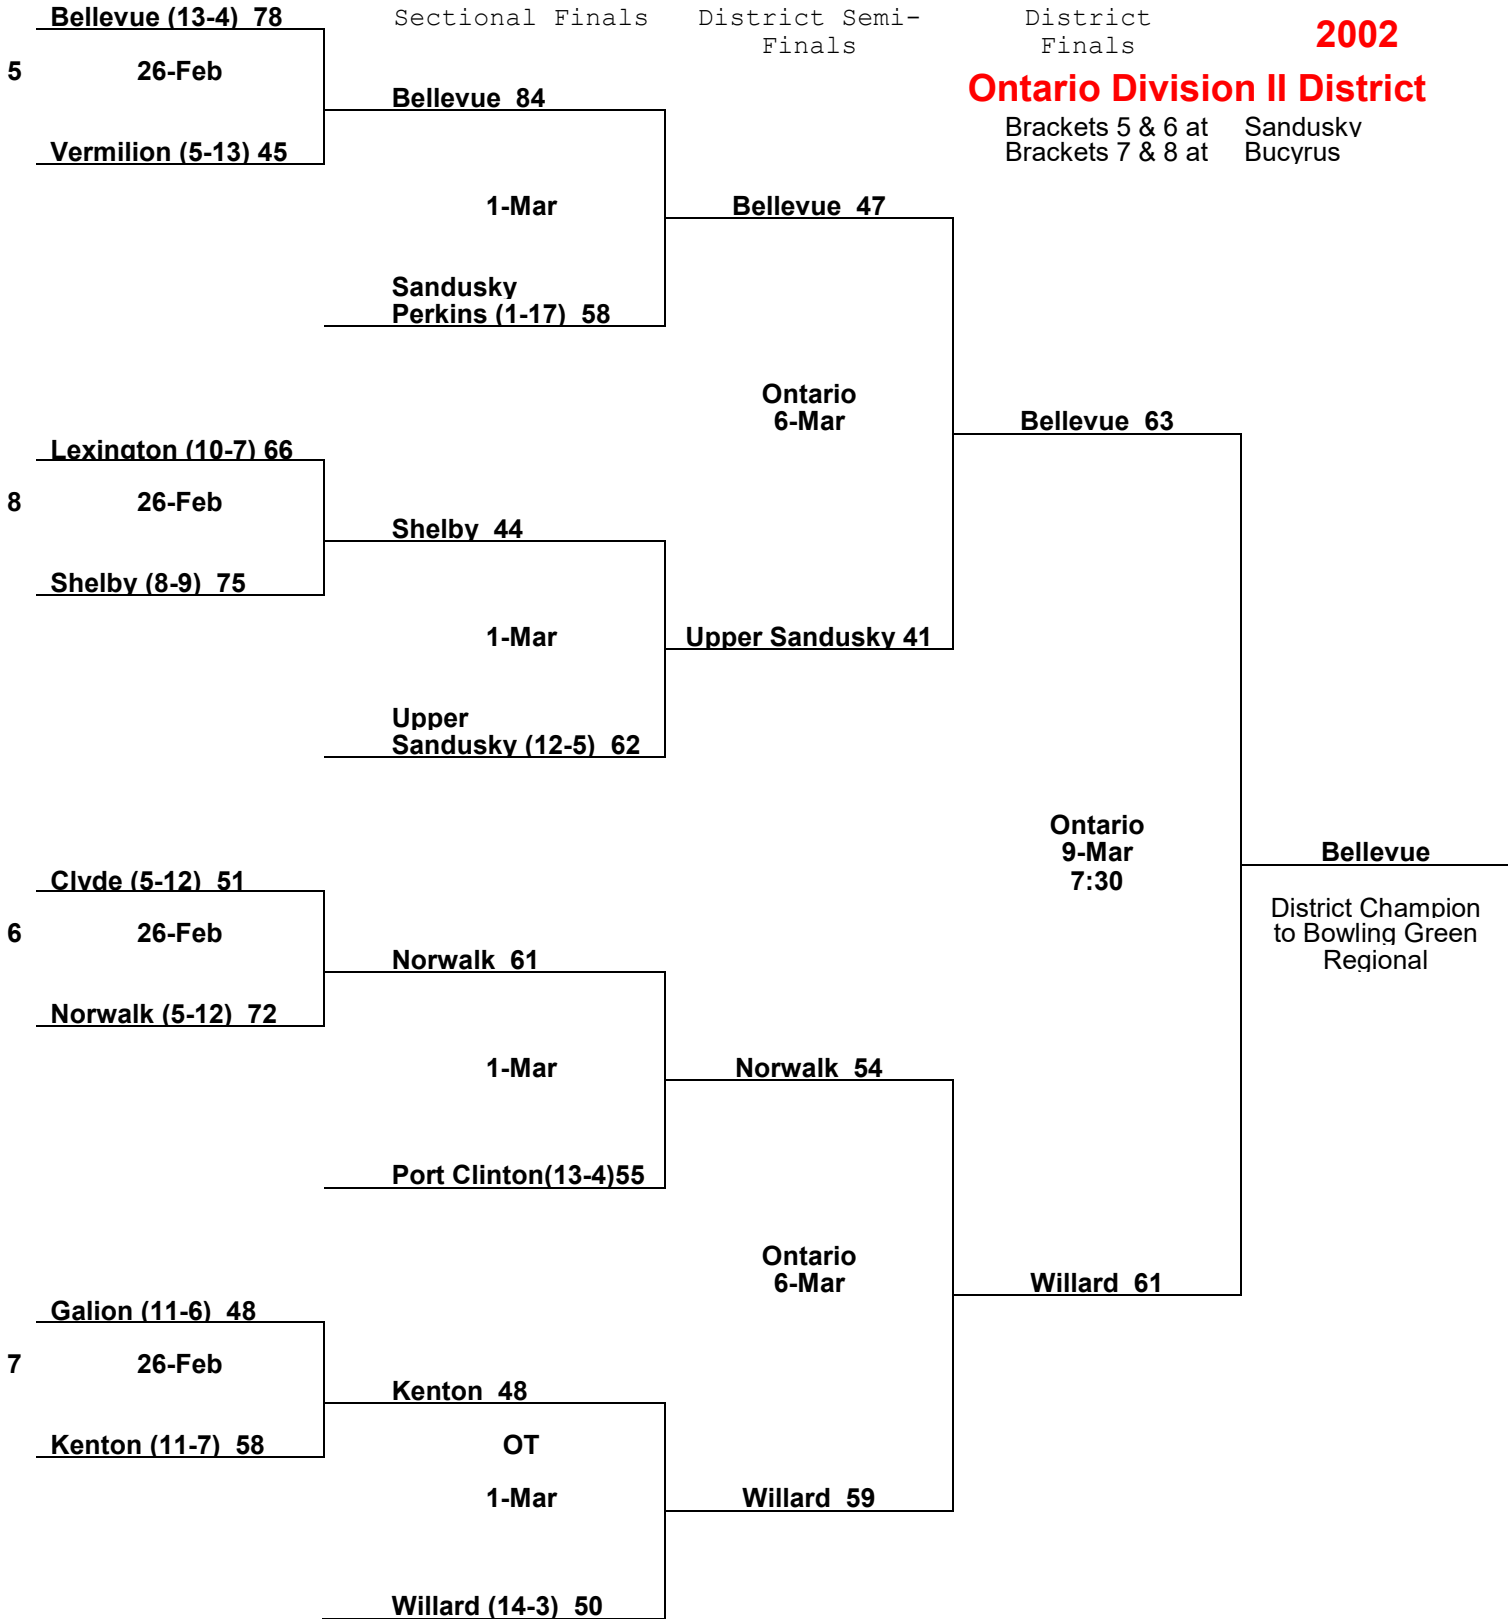 Bellevue (13-4)  78
Sectional Finals
District Semi-
Finals
District
Finals
2002
5
26-Feb
Ontario Division II District
Bellevue  84
Brackets 5 & 6 at    Sandusky
Brackets 7 & 8 at    Bucyrus
Vermilion (5-13) 45
1-Mar
Bellevue  47
Sandusky
Perkins (1-17)  58
Ontario
6-Mar
Bellevue  63
Lexington (10-7) 66
8
26-Feb
Shelby  44
Shelby (8-9)  75
1-Mar
Upper Sandusky 41
Upper
Sandusky (12-5)  62
Ontario
9-Mar
7:30
Bellevue
Clyde (5-12)  51
District Champion
to Bowling Green
Regional
6
26-Feb
Norwalk  61
Norwalk (5-12)  72
1-Mar
Norwalk  54
Port Clinton(13-4)55
Ontario
6-Mar
Willard  61
Galion (11-6)  48
7
26-Feb
Kenton  48
Kenton (11-7)  58
OT
1-Mar
Willard  59
Willard (14-3)  50